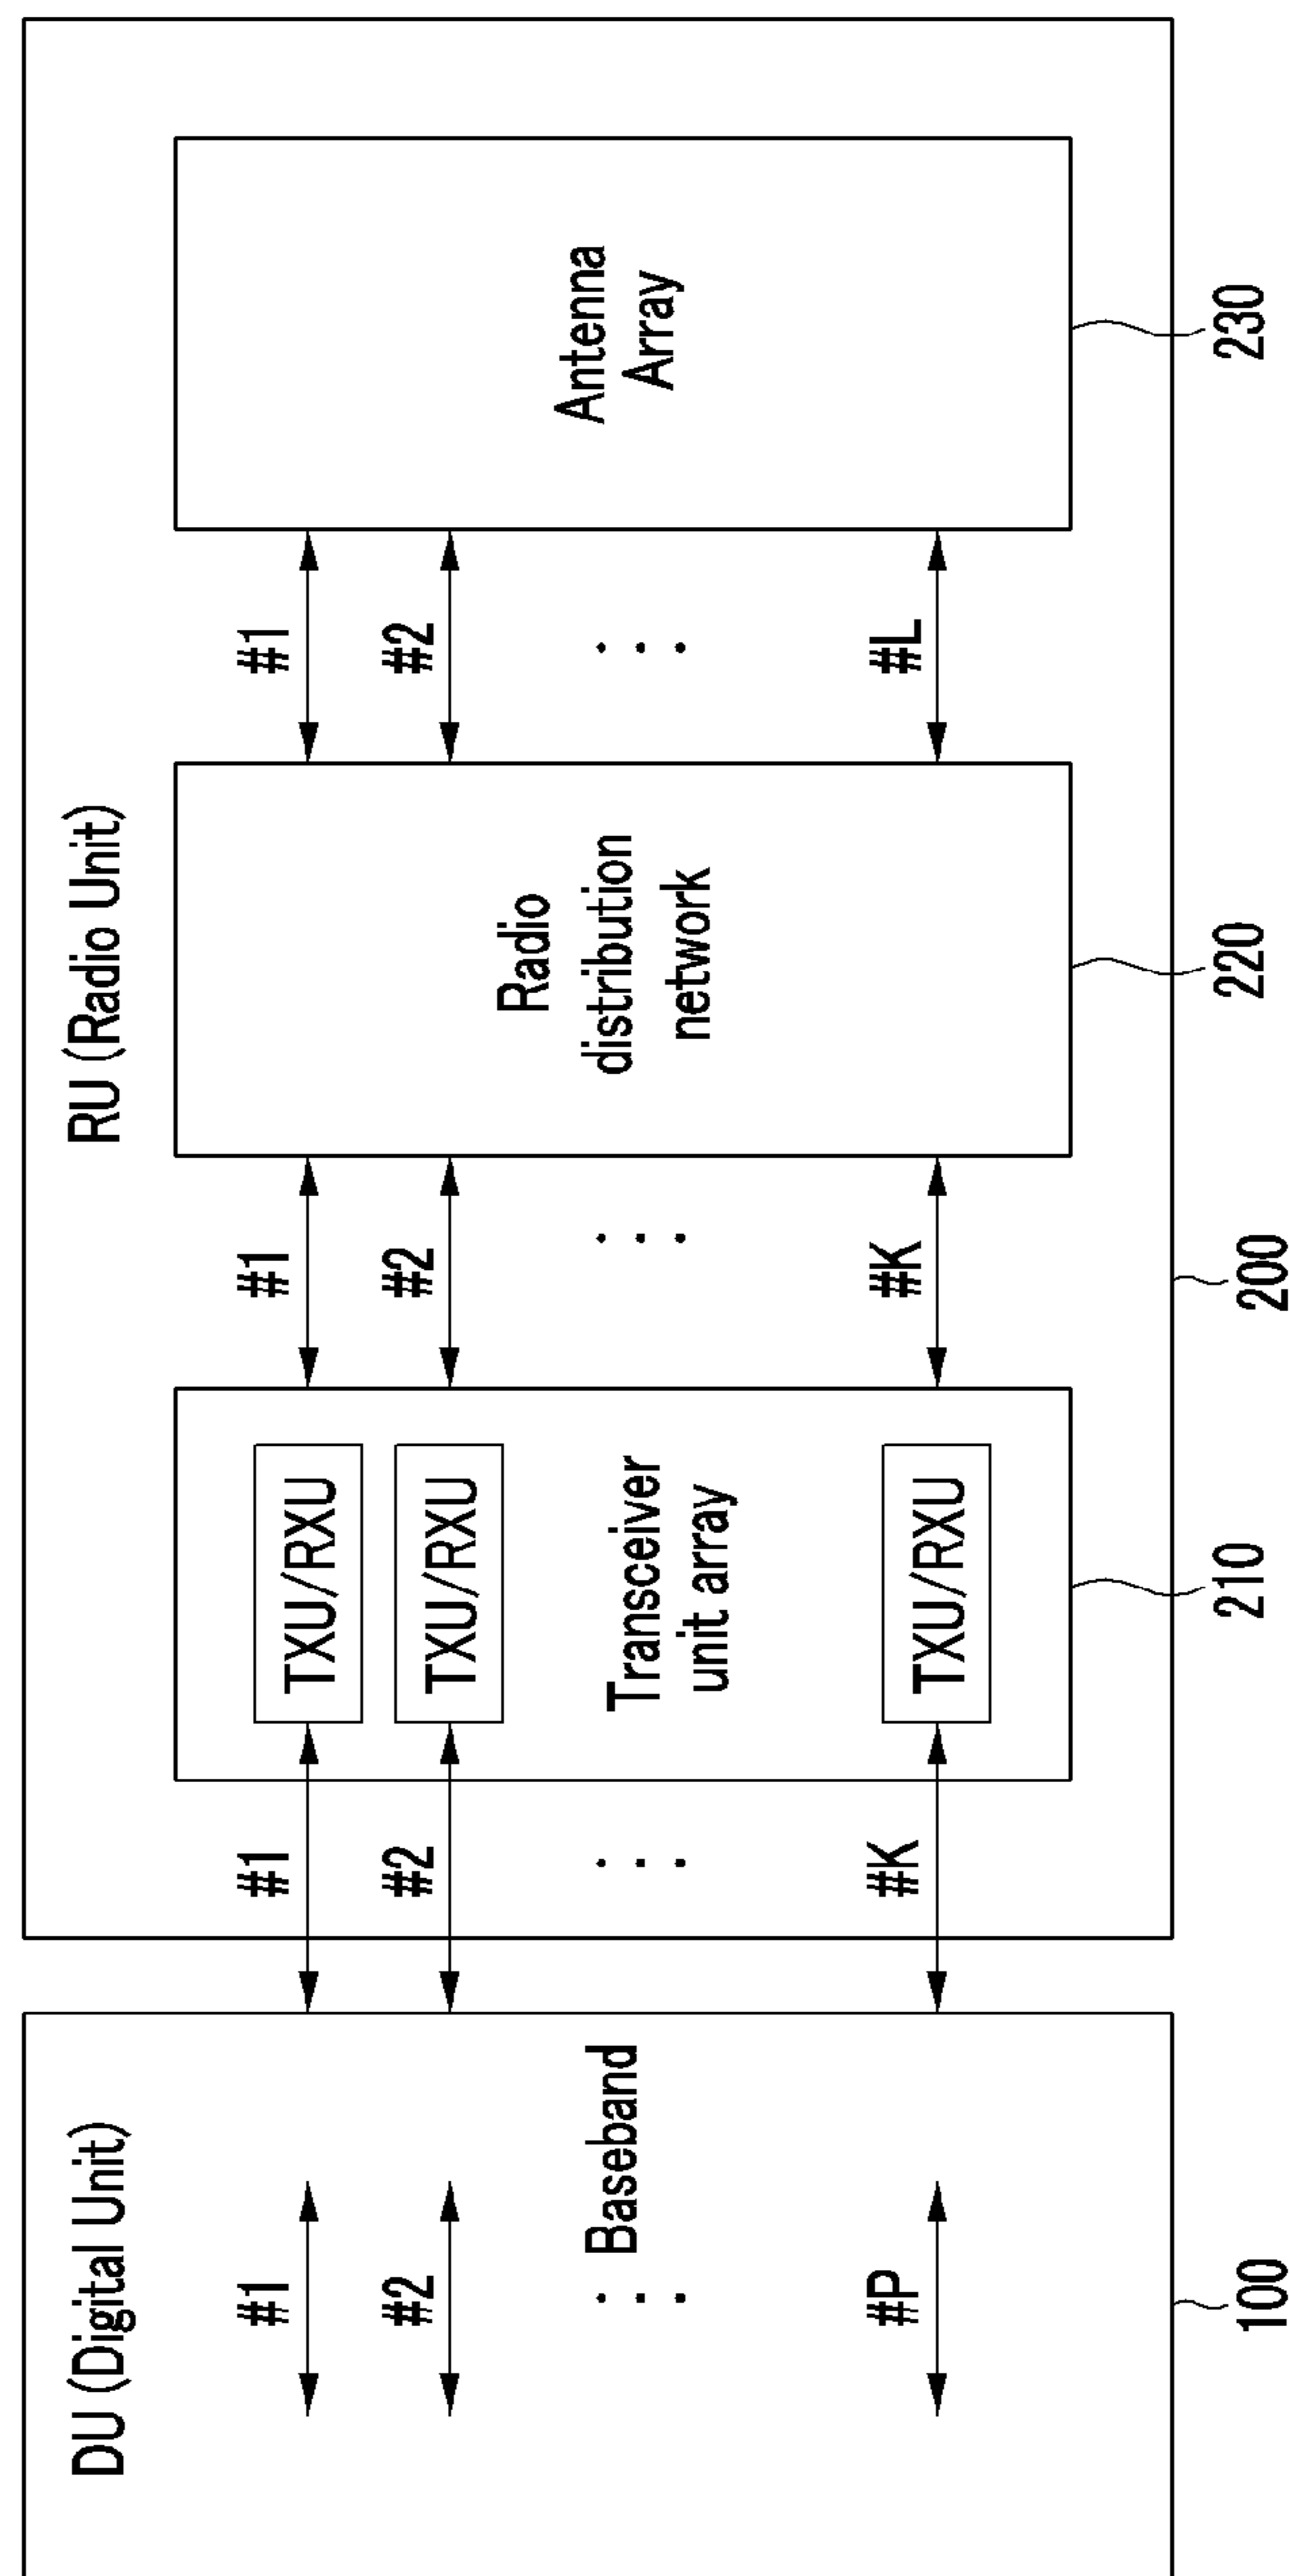 DU (Digital Unit)
#1
#2
Baseband
#P
100
RU (Radio Unit)
#1
#2
#K
TXU/RXU
TXU/RXU
Transceiver
unit array
TXU/RXU
210
#1
#2
#K
200
Radio
distribution
network
220
#1
#2
#L
Antenna
Array
230